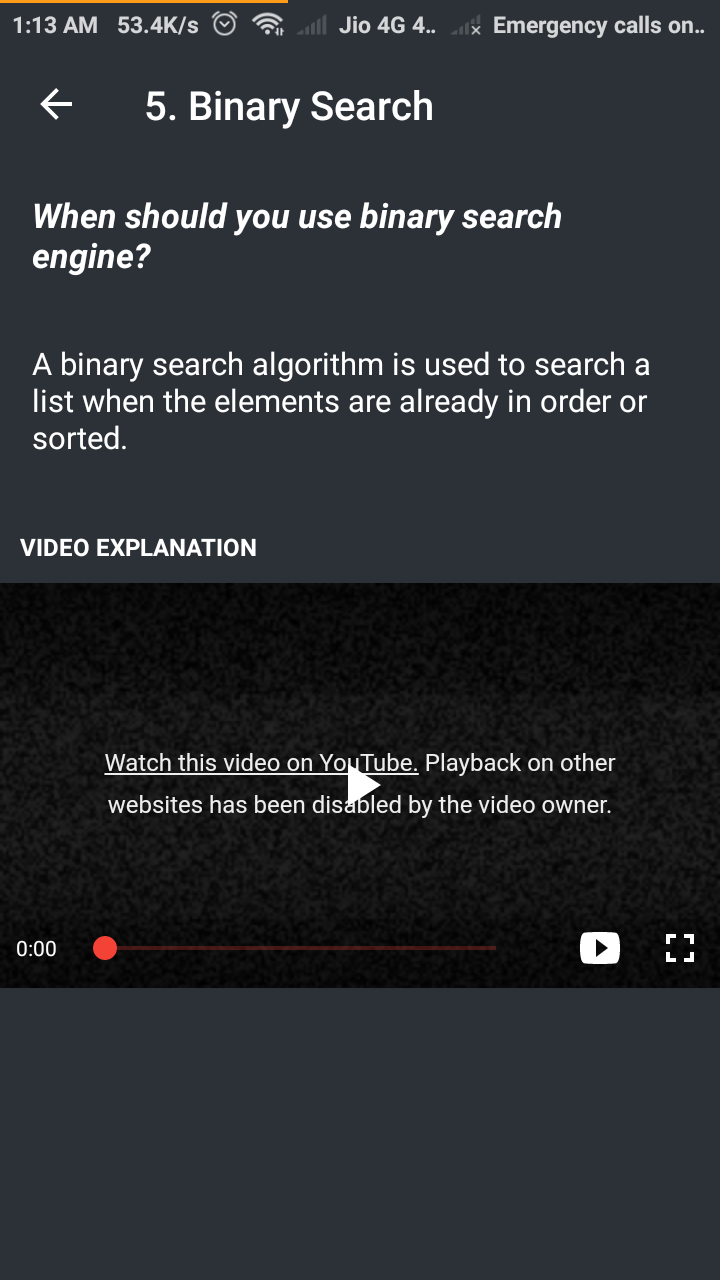 1:13 AM 53.4K/s Jio 4G 4.. Emergency calls on..
5. Binary Search
When should you use binary search
engine?
A binary search algorithm is used to search a
list when the elements are already in order or
sorted.
VIDEO EXPLANATION
Watch this video on YouTube. Playback on other
websites has been disabled by the video owner.
0:00